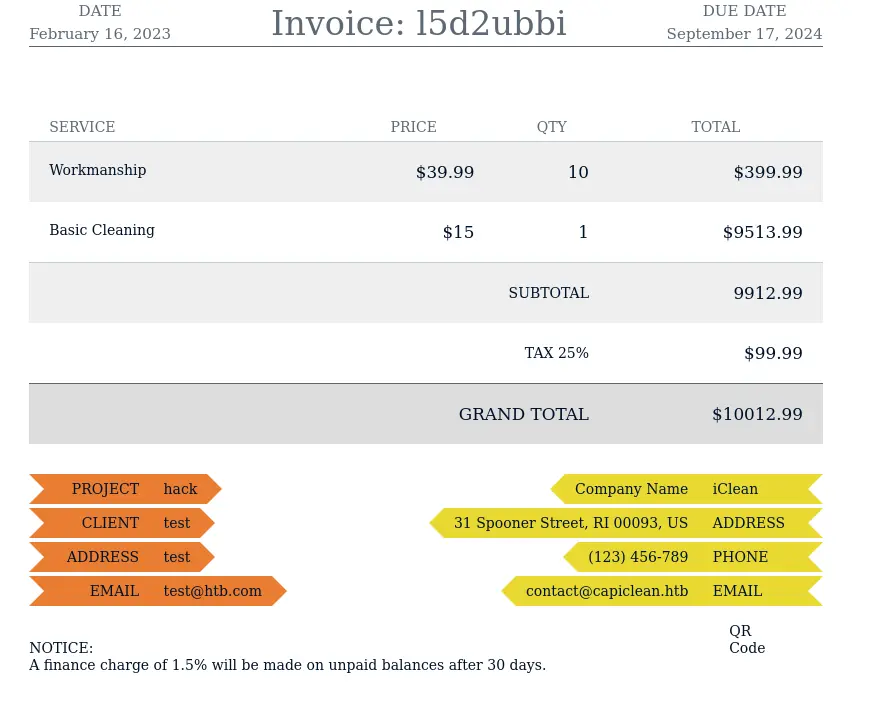 DATE
February 16, 2023
Invoice: l5d2ubbi
DUE DATE
September 17, 2024
SERVICE PRICE QTY TOTAL
Workmanship $39.99 10 $399.99
Basic Cleaning $15 1 $9513.99
SUBTOTAL 9912.99
TAX 25% $99.99
GRAND TOTAL $10012.99
PROJECT hack
CLIENT test
ADDRESS test
EMAIL test@htb.com
Company Name iClean
31 Spooner Street, RI 00093, US ADDRESS
(123) 456-789 PHONE
contact@capiclean.htb EMAIL
QR
Code
NOTICE:
A finance charge of 1.5% will be made on unpaid balances after 30 days.